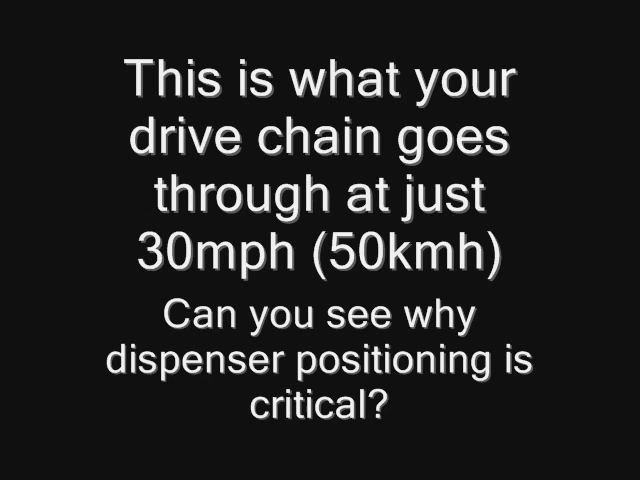 This is what your
drive chain goes
through at just
30mph (50kmh)
Can you see why
dispenser positioning is
critical?